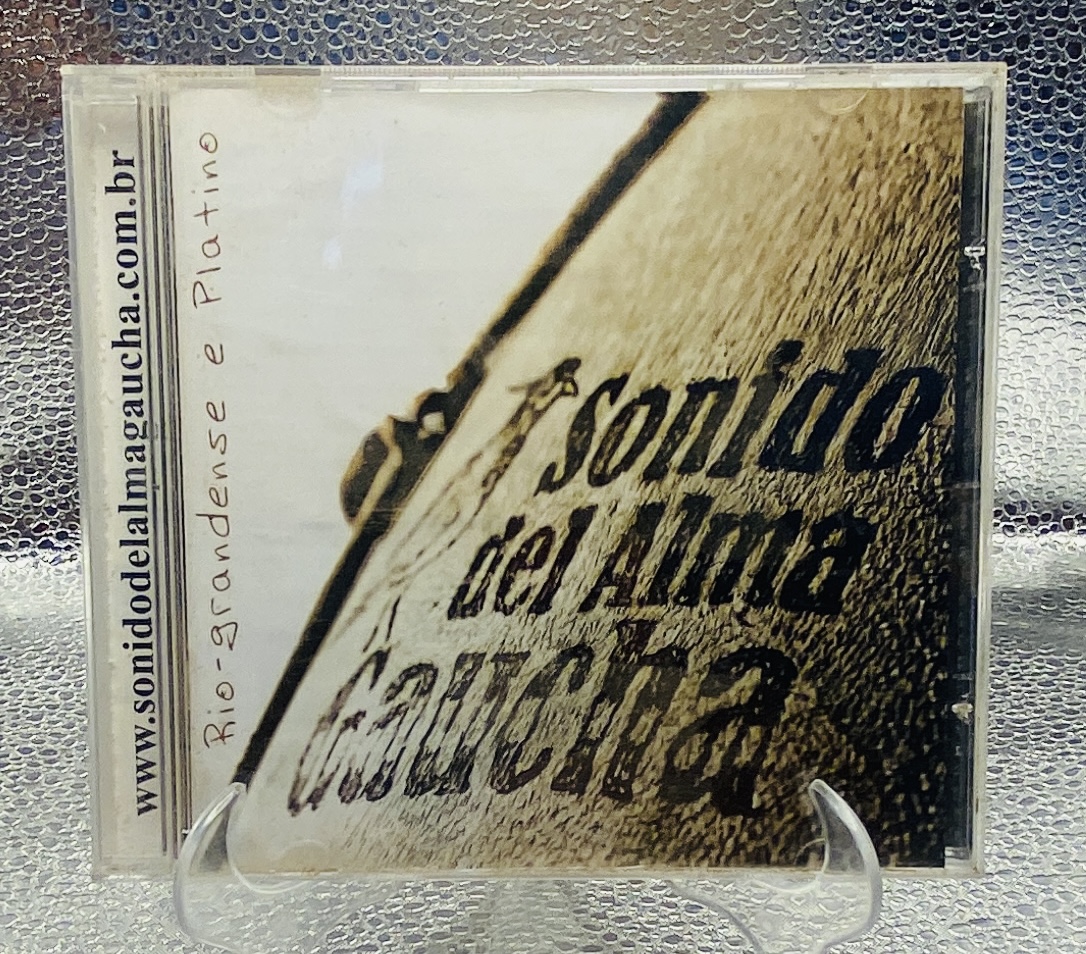 www.sonidodelalmagaucha.com.br
Rio-grandense e Platino
sonido
del Alma
Gaucha